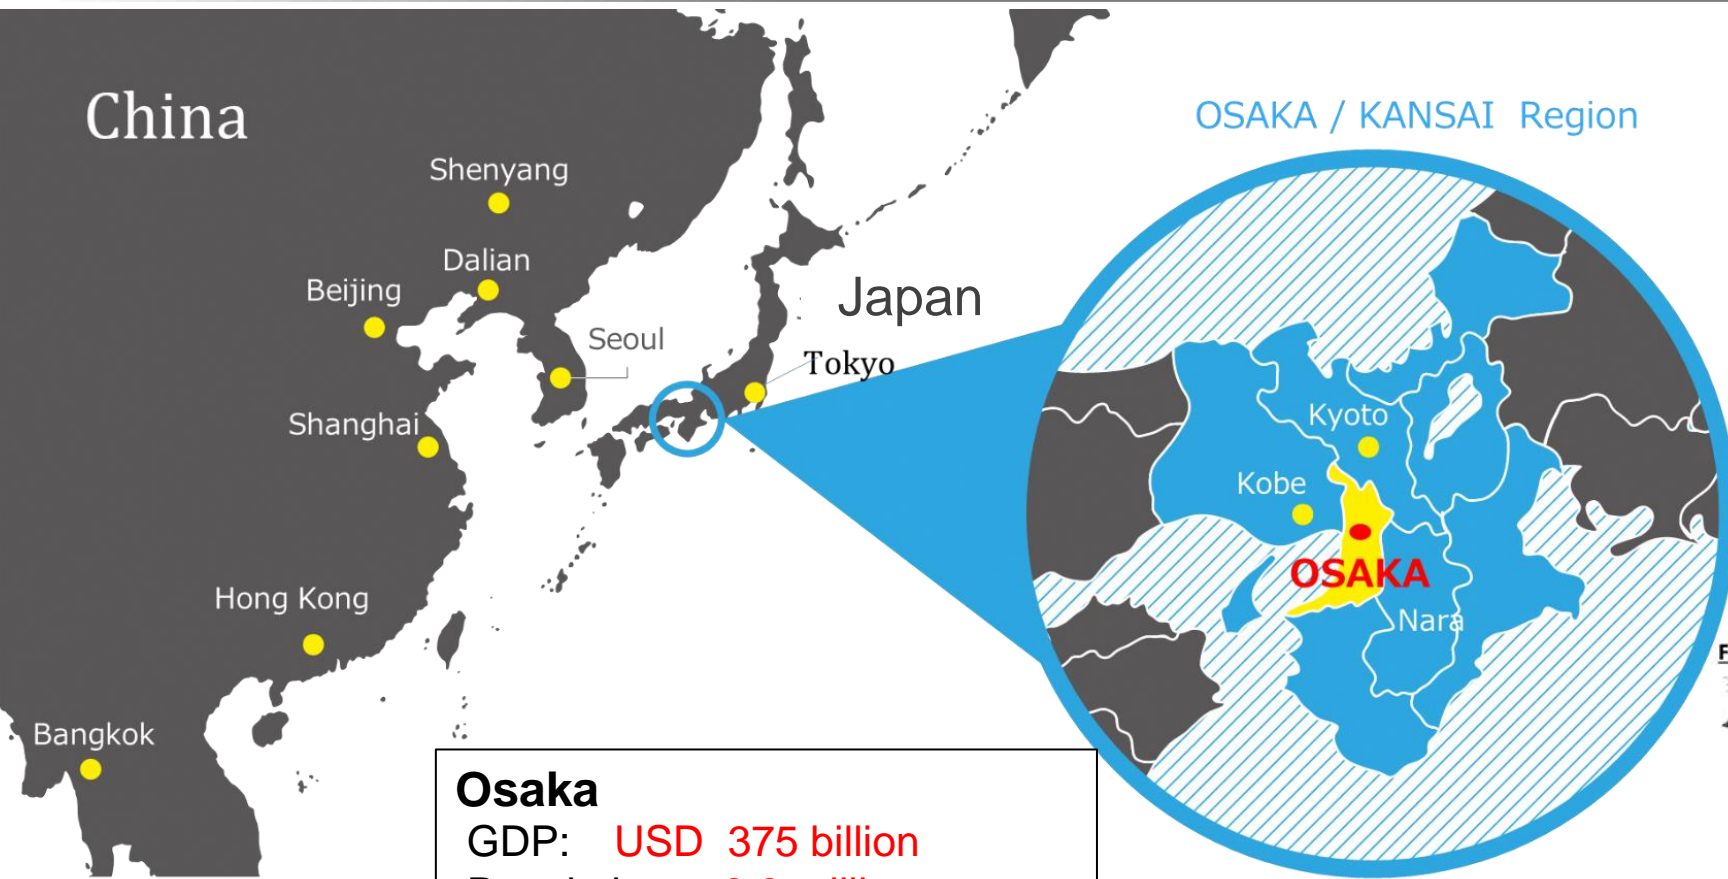 China
OSAKA / KANSAI Region
Shenyang
Dalian
Beijing
Japan
Seoul
Tokyo
Shanghai
Kyoto
Kobe
OSAKA
Nara
Hong Kong
Bangkok
Osaka
GDP: USD 375 billion